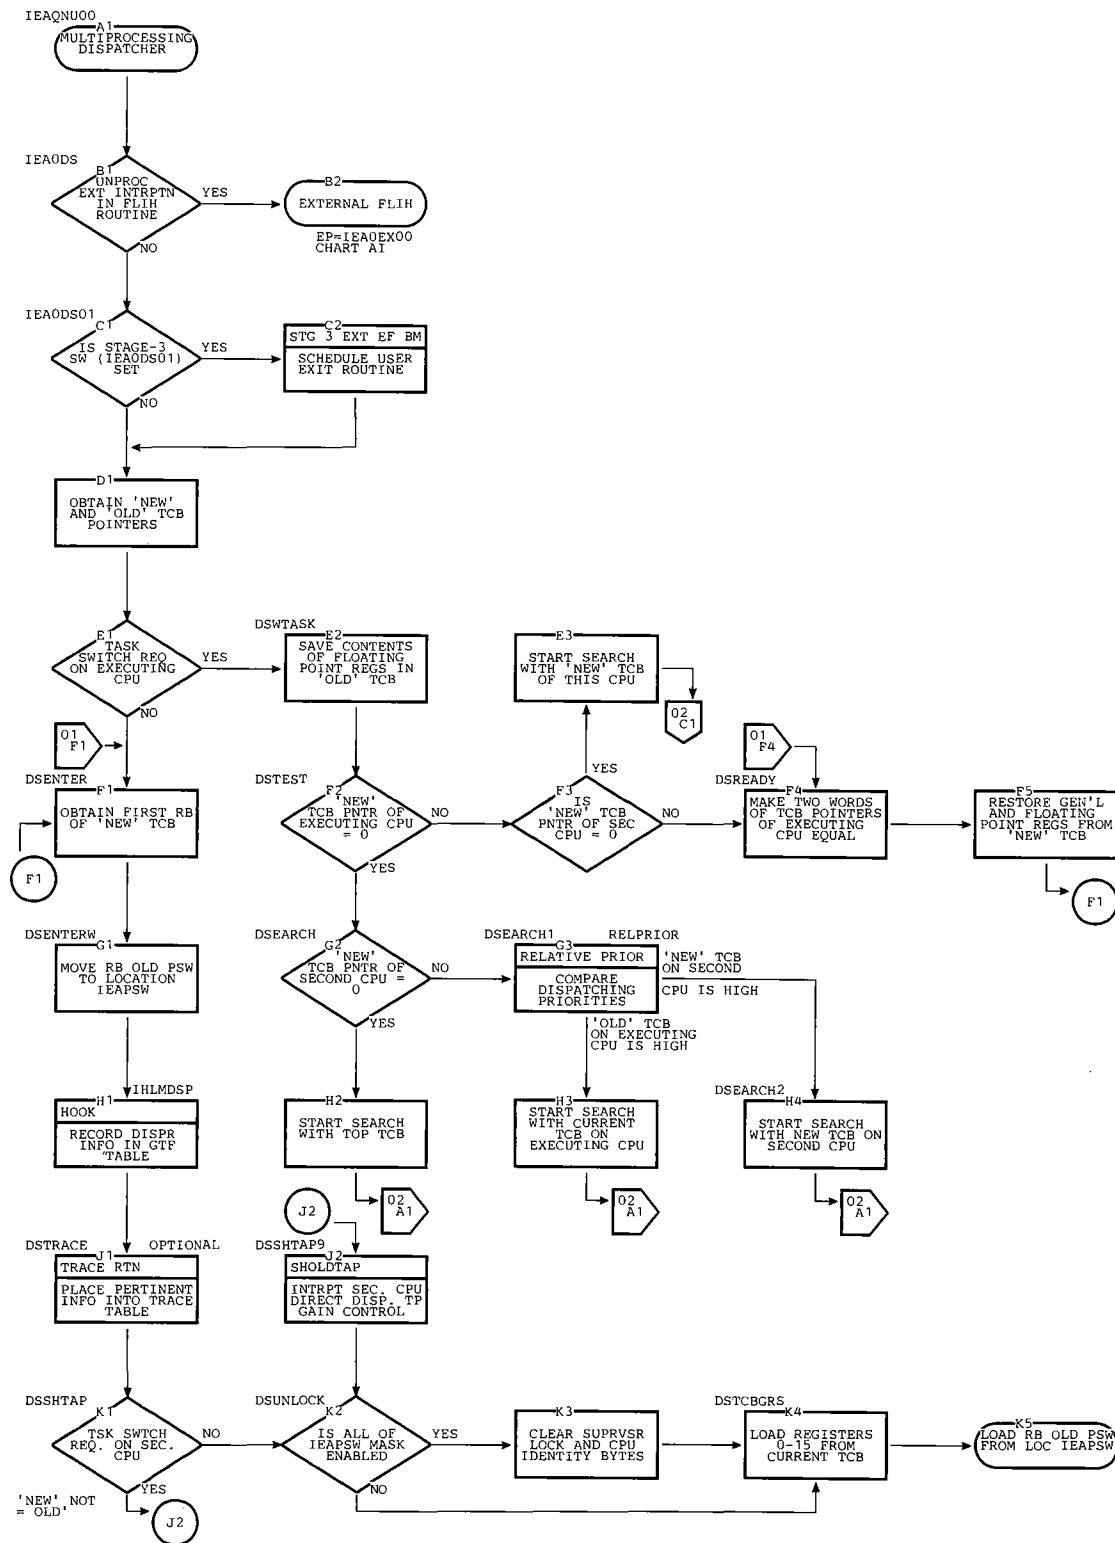 IEAQNU00
A1
MULTIPROCESSING
DISPATCHER
IEA0DS
B1
UNPROC
EXT INTRPTN
IN FLIH
ROUTINE
YES
NO
B2
EXTERNAL FLIH
EP=IEA0EX00
CHART AI
IEA0DS01
C1
IS STAGE-3
SW (IEA0DS01)
SET
YES
NO
C2
STG 3 EXT EF BM
SCHEDULE USER
EXIT ROUTINE
D1
OBTAIN 'NEW'
AND 'OLD' TCB
POINTERS
E1
TASK
SWITCH REQ
ON EXECUTING
CPU
YES
NO
DSWTASK
E2
SAVE CONTENTS
OF FLOATING
POINT REGS IN
'OLD' TCB
E3
START SEARCH
WITH 'NEW' TCB
OF THIS CPU
02
C1
01
F1
01
F4
DSENTER
F1
OBTAIN FIRST RB
OF 'NEW' TCB
F1
DSTEST
F2
'NEW'
TCB PNTR OF
EXECUTING CPU
= 0
NO
YES
F3
IS
'NEW' TCB
PNTR OF SEC
CPU = 0
YES
NO
DSREADY
F4
MAKE TWO WORDS
OF TCB POINTERS
OF EXECUTING
CPU EQUAL
F5
RESTORE GEN'L
AND FLOATING
POINT REGS FROM
'NEW' TCB
F1
DSENTERW
G1
MOVE RB OLD PSW
TO LOCATION
IEAPSW
DSEARCH
G2
'NEW'
TCB PNTR OF
SECOND CPU =
0
NO
YES
DSEARCH1
RELPRIOR
G3
RELATIVE PRIOR
COMPARE
DISPATCHING
PRIORITIES
'NEW' TCB
ON SECOND
CPU IS HIGH
'OLD' TCB
ON EXECUTING
CPU IS HIGH
IHLMDSP
H1
HOOK
RECORD DISPR
INFO IN GTF
'TABLE
H2
START SEARCH
WITH TOP TCB
H3
START SEARCH
WITH CURRENT
TCB ON
EXECUTING CPU
DSEARCH2
H4
START SEARCH
WITH NEW TCB ON
SECOND CPU
02
A1
02
A1
02
A1
DSTRACE
OPTIONAL
J1
TRACE RTN
PLACE PERTINENT
INFO INTO TRACE
TABLE
J2
DSSHTAP9
J2
SHOLDTAP
INTRPT SEC. CPU
DIRECT DISP. TP
GAIN CONTROL
DSSHTAP
K1
TSK SWTCH
REQ. ON SEC.
CPU
NO
YES
'NEW' NOT
= OLD'
J2
DSUNLOCK
K2
IS ALL OF
IEAPSW MASK
ENABLED
YES
NO
K3
CLEAR SUPRVSR
LOCK AND CPU
IDENTITY BYTES
DSTCBGRS
K4
LOAD REGISTERS
0-15 FROM
CURRENT TCB
K5
LOAD RB OLD PSW
FROM LOC IEAPSW